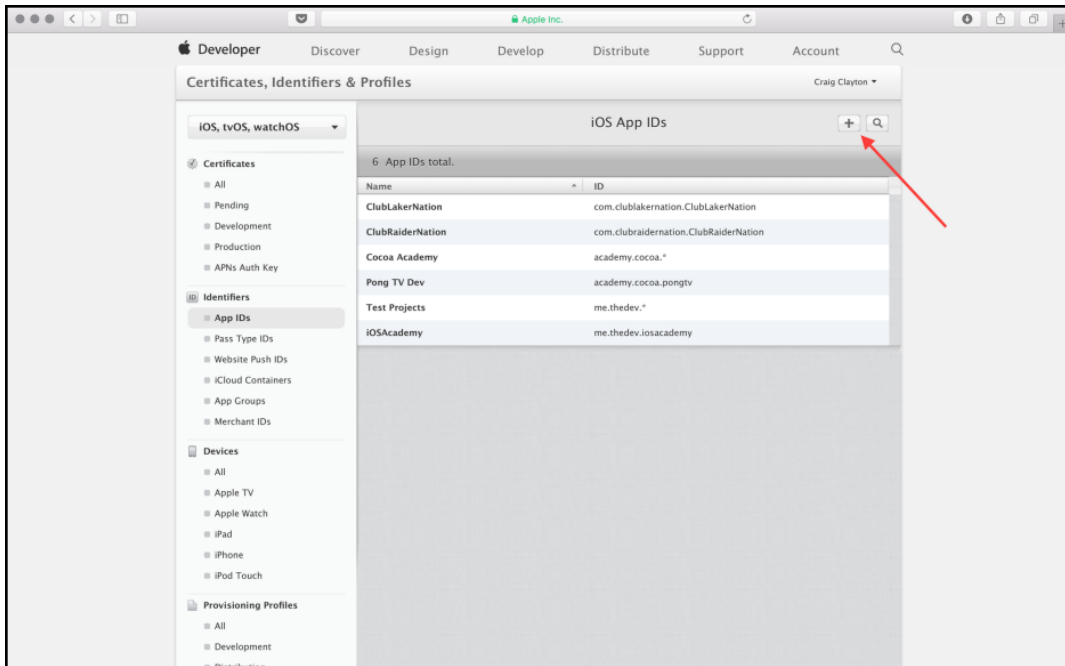 Apple Inc.
Developer Discover Design Develop Distribute Support Account
Certificates, Identifiers & Profiles Craig Clayton
iOS, tvOS, watchOS
iOS App IDs
Certificates
All
Pending
Development
Production
APNs Auth Key
ID Identifiers
App IDs
Pass Type IDs
Website Push IDs
iCloud Containers
App Groups
Merchant IDs
Devices
All
Apple TV
Apple Watch
iPad
iPhone
iPod Touch
Provisioning Profiles
All
Development
Distribution
6 App IDs total.
Name ID
ClubLakerNation com.clublakernation.ClubLakerNation
ClubRaiderNation com.clubraidernation.ClubRaiderNation
Cocoa Academy academy.cocoa.*
Pong TV Dev academy.cocoa.pongtv
Test Projects me.thedev.*
iOSAcademy me.thedev.iosacademy